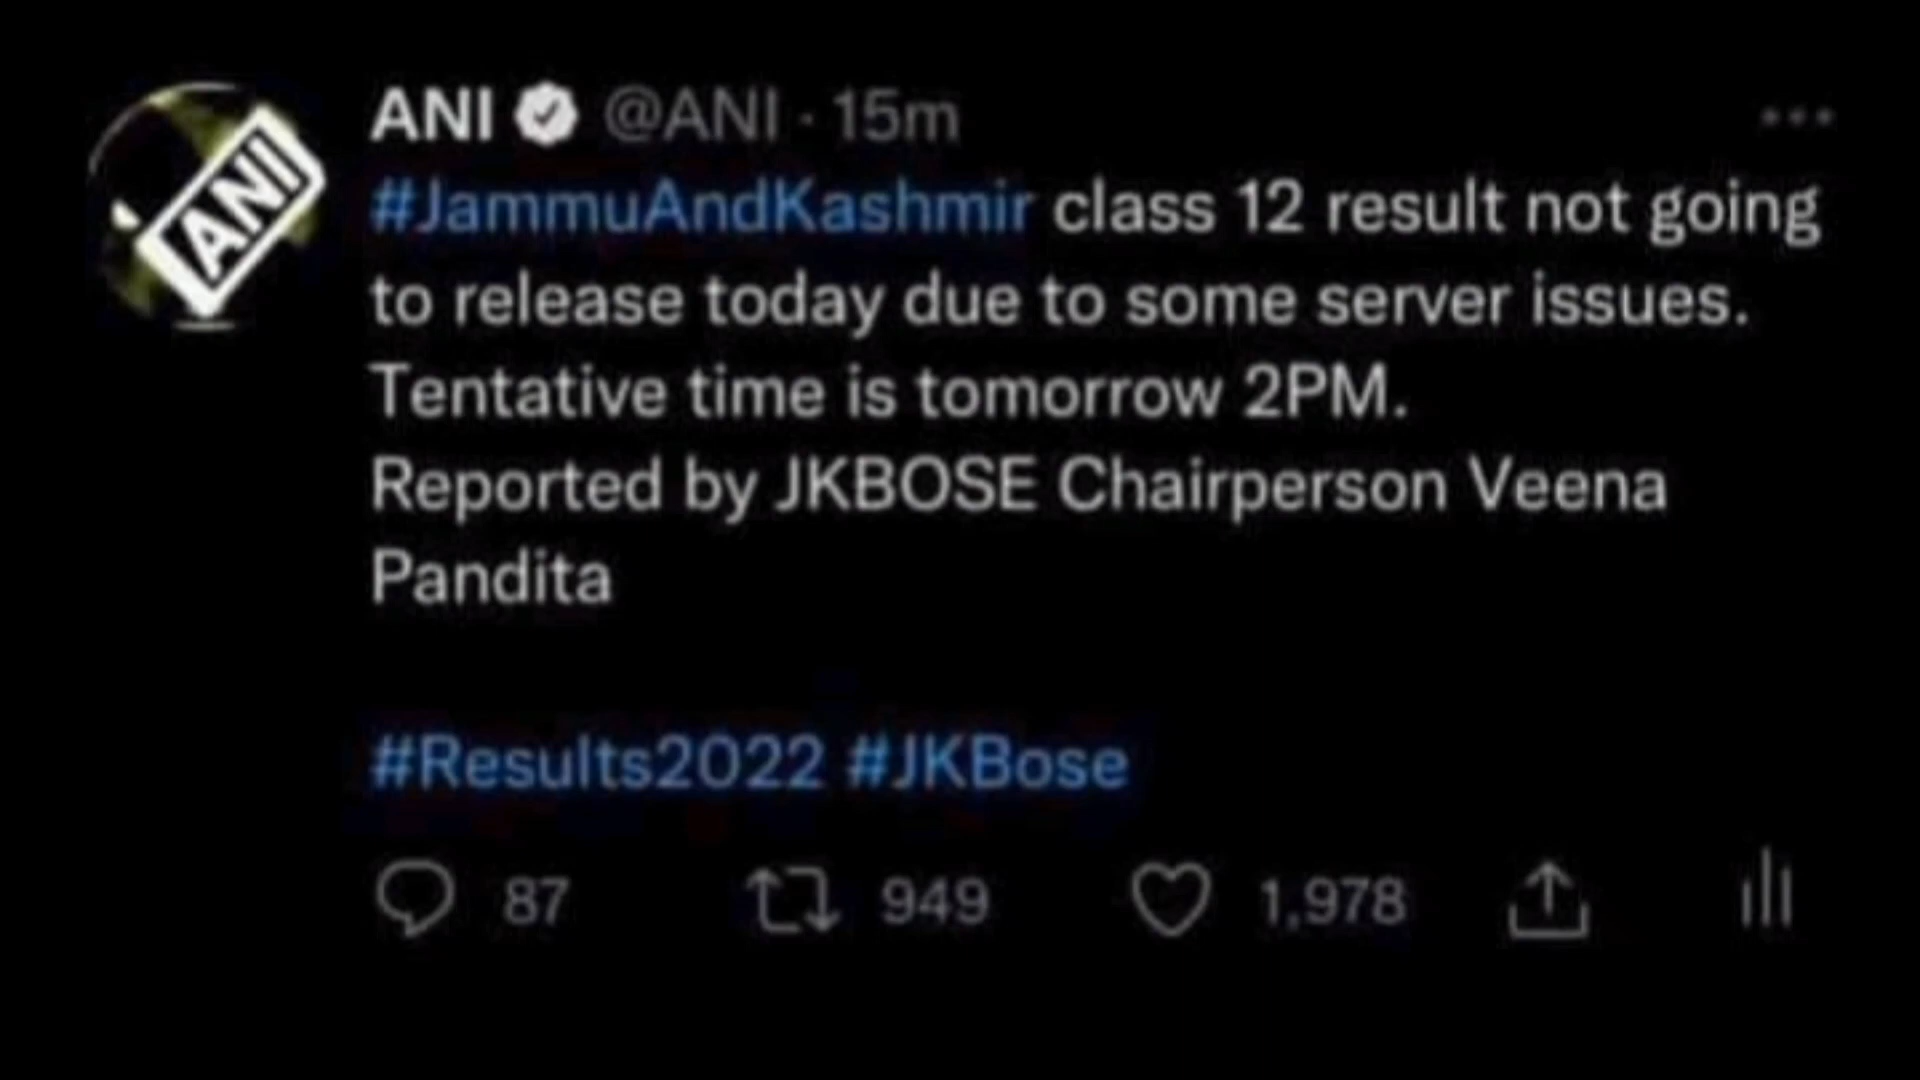 ANI @ANI · 15m
ANI
#JammuAndKashmir class 12 result not going
to release today due to some server issues.
Tentative time is tomorrow 2PM.
Reported by JKBOSE Chairperson Veena
Pandita
#Results2022 #JKBose
87 949 1,978